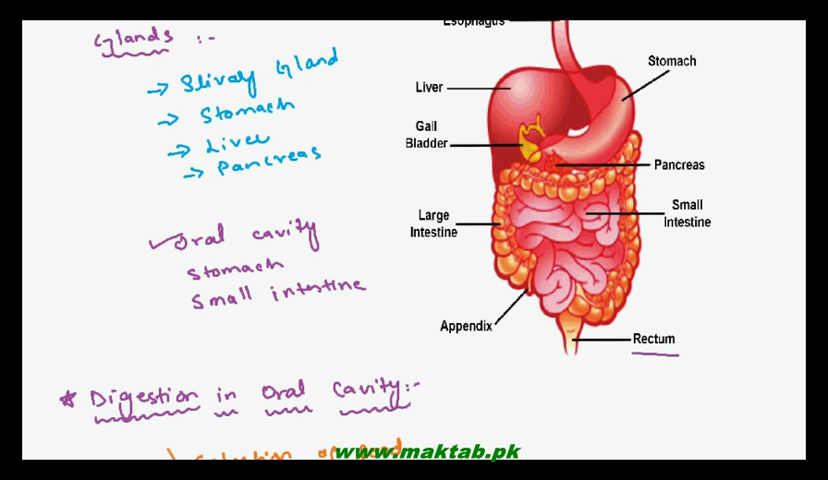 Glands :-
→ Slively Gland
→ Stomach
→ Liver
→ Pancreas
✓Oral cavity
Stomach
Small intestine
Esophagus
Stomach
Liver
Gall
Bladder
Pancreas
Large
Intestine
Small
Intestine
Appendix
Rectum
* Digestion in Oral Cavity:-
www.maktab.pk